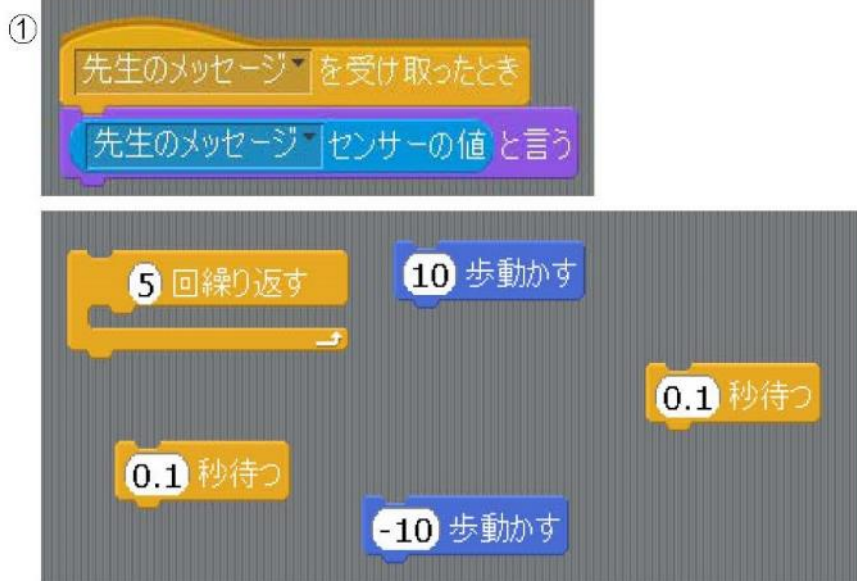 ①
先生のメッセージ を受け取ったとき
先生のメッセージ センサーの値 と言う
5 回繰り返す
10 歩動かす
0.1 秒待つ
0.1 秒待つ
-10 歩動かす